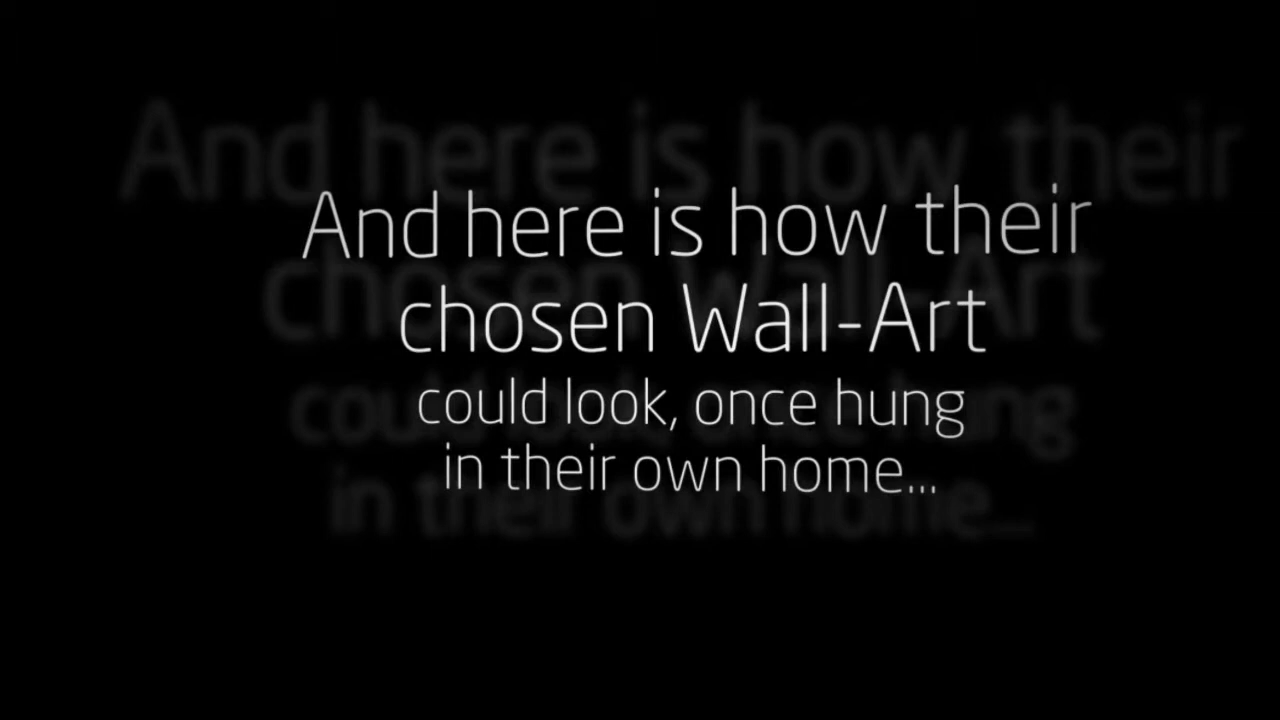 And here is how their
chosen Wall-Art
could look, once hung
in their own home...